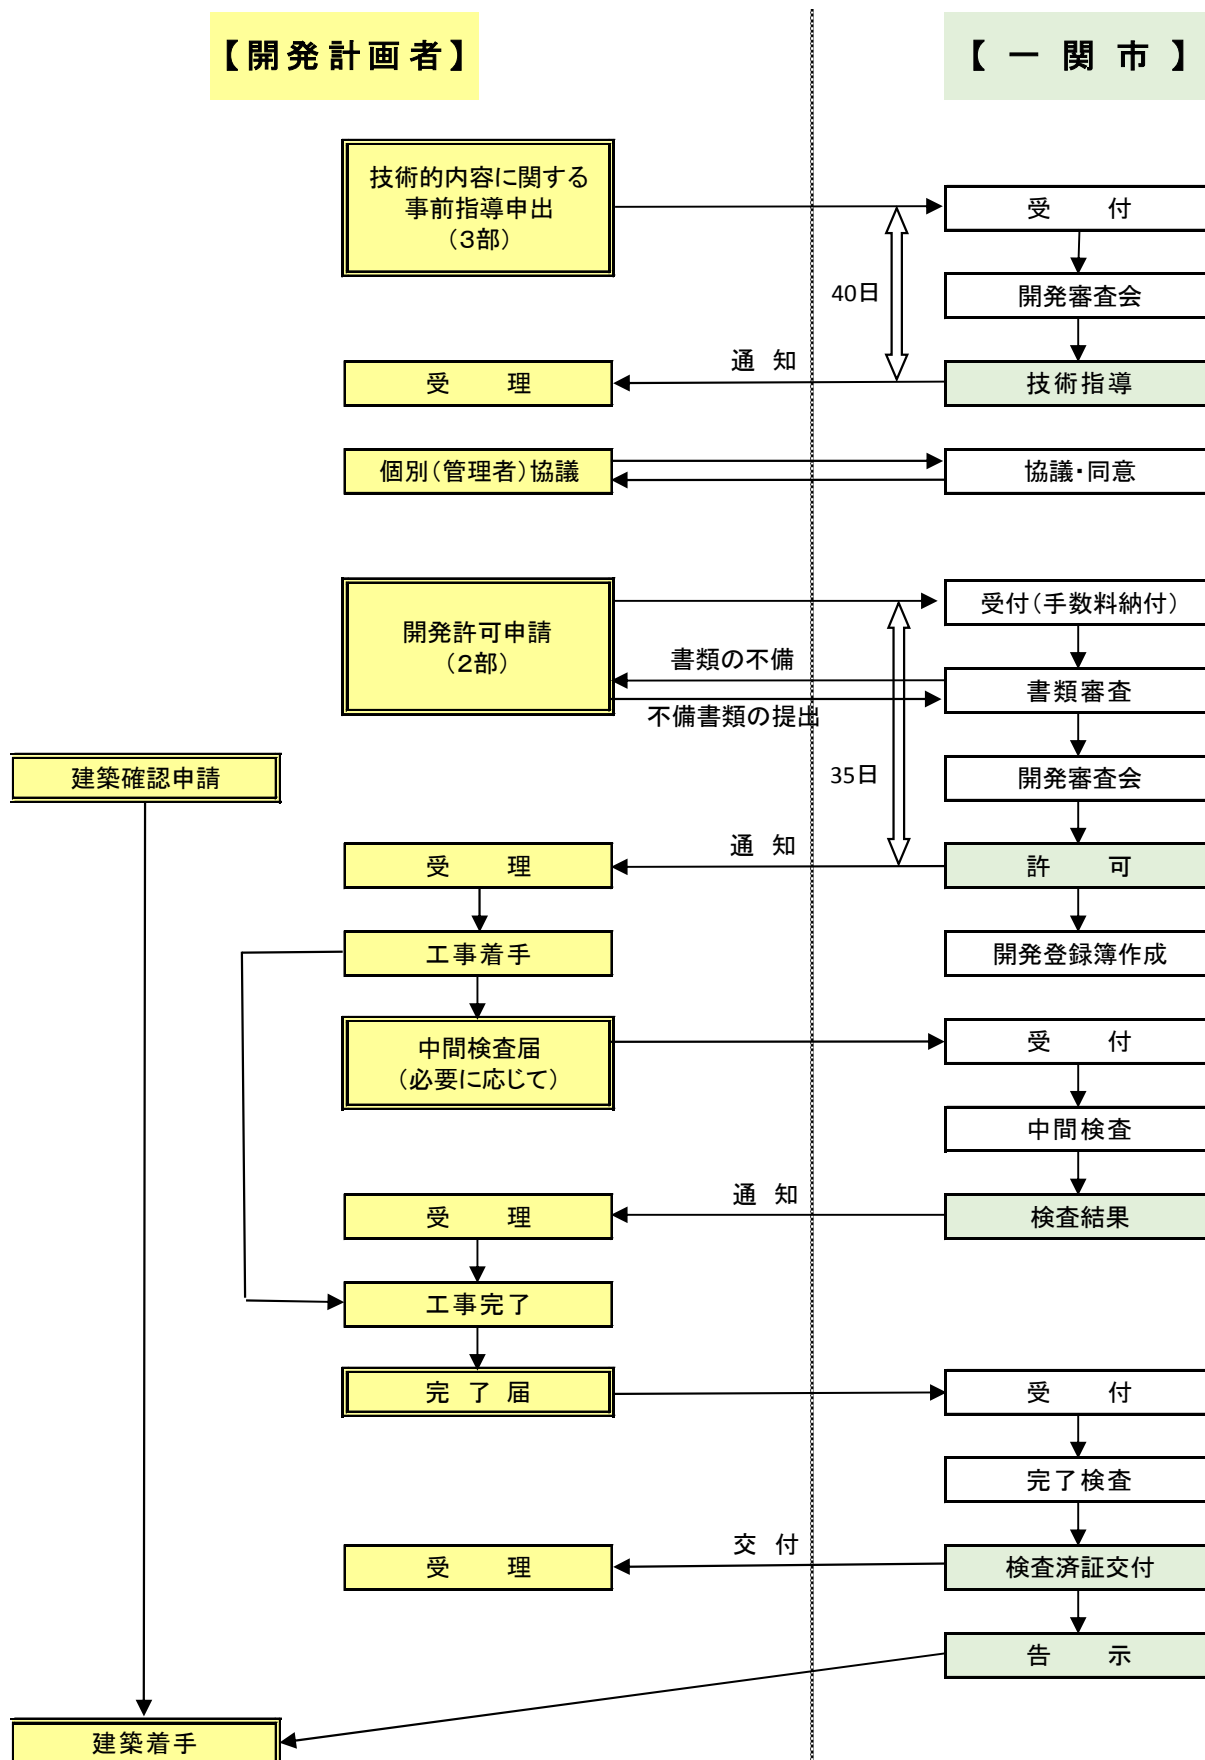 【開発計画者】
【 一 関 市 】
技術的内容に関する
事前指導申出
（3部）
受 付
40日
開発審査会
通 知
受 理
技術指導
個別（管理者）協議
協議・同意
開発許可申請
（2部）
受付（手数料納付）
書類の不備
書類審査
不備書類の提出
建築確認申請
35日
開発審査会
通 知
受 理
許 可
工事着手
開発登録簿作成
中間検査届
（必要に応じて）
受 付
中間検査
通 知
受 理
検査結果
工事完了
完 了 届
受 付
完了検査
交 付
受 理
検査済証交付
告 示
建築着手